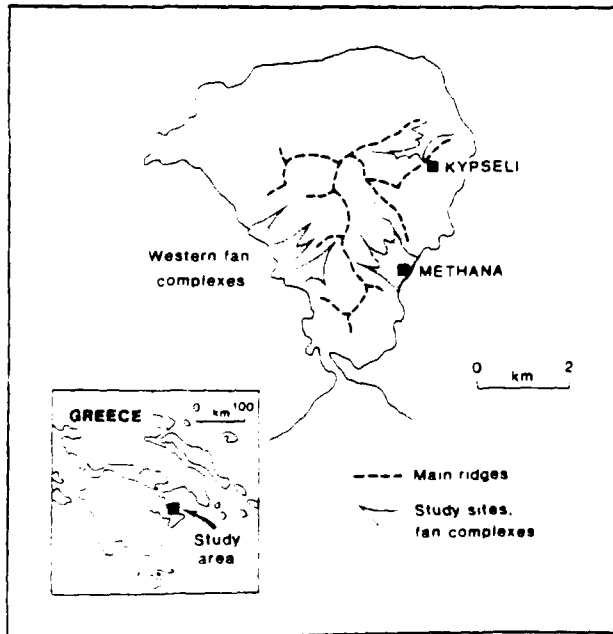 KYPSELI
Western fan
complexes
METHANA
0 2
km
GREECE
0 km 100
Study
area
Main ridges
Study sites,
fan complexes